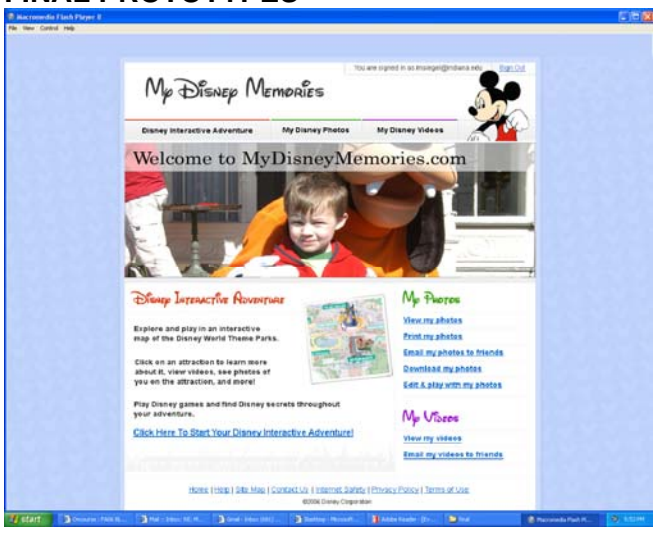 FINAL PROTOTYPES
Macromedia Flash Player 8
File View Control Help
You are signed in as Sign Out
My Disney Memories
Disney Interactive Adventure My Disney Photos My Disney Videos
Welcome to MyDisneyMemories.com
Disney Interactive Adventure
Explore and play in an interactive
map of the Disney World Theme Parks.
Click on an attraction to learn more
about it, view videos, see photos of
you on the attraction, and more!
Play Disney games and find Disney secrets throughout
your adventure.
Click Here To Start Your Disney Interactive Adventure!
My Photos
View my photos
Print my photos
Email my photos to friends
Download my photos
Edit & play with my photos
My Videos
View my videos
Email my videos to friends
Home | Help | Site Map | Contact Us | Internet Safety | Privacy Policy | Terms of Use
©2006 Disney Corporation
start